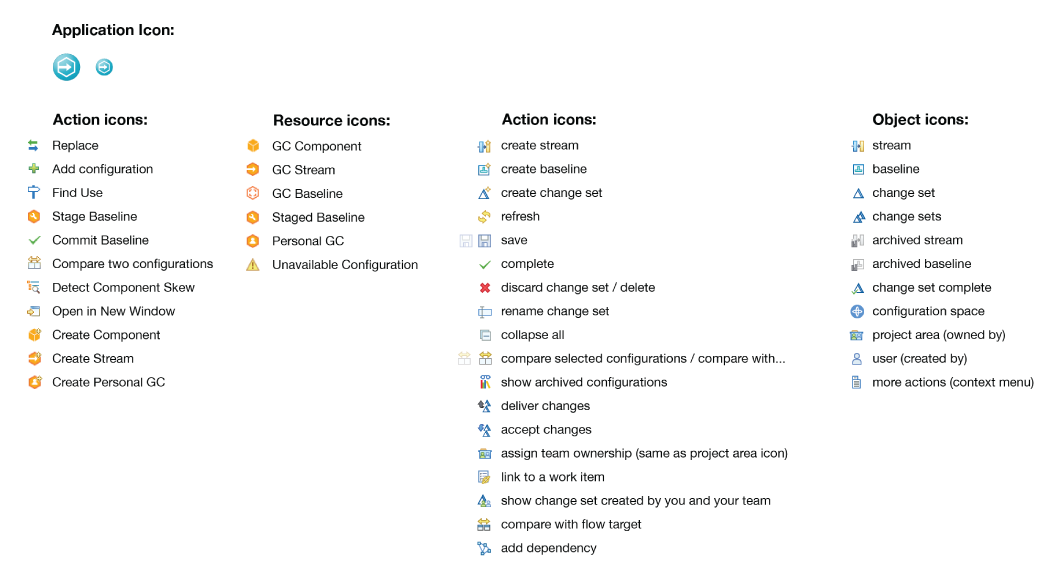 Application Icon:
Action icons:
Replace
Add configuration
Find Use
Stage Baseline
Commit Baseline
Compare two configurations
Detect Component Skew
Open in New Window
Create Component
Create Stream
Create Personal GC
Resource icons:
GC Component
GC Stream
GC Baseline
Staged Baseline
Personal GC
Unavailable Configuration
Action icons:
create stream
create baseline
create change set
refresh
save
complete
discard change set / delete
rename change set
collapse all
compare selected configurations / compare with...
show archived configurations
deliver changes
accept changes
assign team ownership (same as project area icon)
link to a work item
show change set created by you and your team
compare with flow target
add dependency
Object icons:
stream
baseline
change set
change sets
archived stream
archived baseline
change set complete
configuration space
project area (owned by)
user (created by)
more actions (context menu)